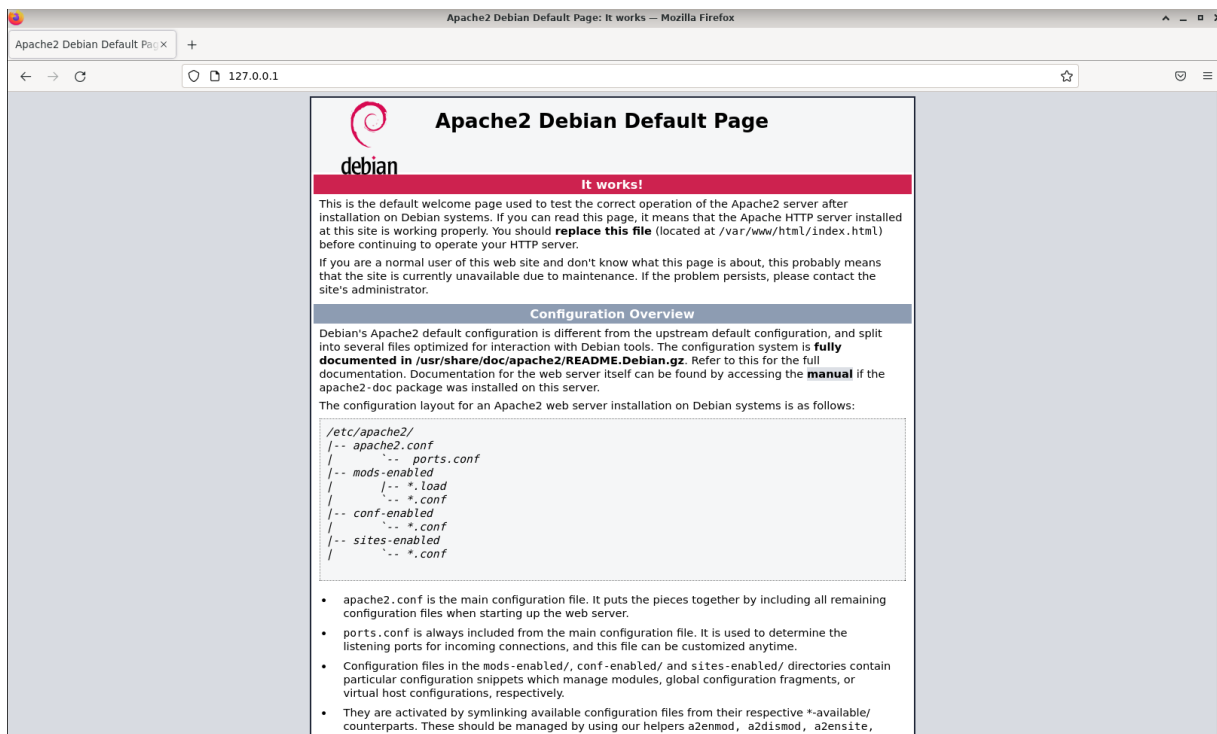 Apache2 Debian Default Page: It works — Mozilla Firefox
Apache2 Debian Default Pag
127.0.0.1
debian
Apache2 Debian Default Page
It works!
This is the default welcome page used to test the correct operation of the Apache2 server after
installation on Debian systems. If you can read this page, it means that the Apache HTTP server installed
at this site is working properly. You should replace this file (located at /var/www/html/index.html)
before continuing to operate your HTTP server.
If you are a normal user of this web site and don't know what this page is about, this probably means
that the site is currently unavailable due to maintenance. If the problem persists, please contact the
site's administrator.
Configuration Overview
Debian's Apache2 default configuration is different from the upstream default configuration, and split
into several files optimized for interaction with Debian tools. The configuration system is fully
documented in /usr/share/doc/apache2/README.Debian.gz. Refer to this for the full
documentation. Documentation for the web server itself can be found by accessing the manual if the
apache2-doc package was installed on this server.
The configuration layout for an Apache2 web server installation on Debian systems is as follows:
/etc/apache2/
|-- apache2.conf
|       `--  ports.conf
|-- mods-enabled
|       |-- *.load
|       `-- *.conf
|-- conf-enabled
|       `-- *.conf
|-- sites-enabled
|       `-- *.conf
• apache2.conf is the main configuration file. It puts the pieces together by including all remaining
configuration files when starting up the web server.
• ports.conf is always included from the main configuration file. It is used to determine the
listening ports for incoming connections, and this file can be customized anytime.
• Configuration files in the mods-enabled/, conf-enabled/ and sites-enabled/ directories contain
particular configuration snippets which manage modules, global configuration fragments, or
virtual host configurations, respectively.
• They are activated by symlinking available configuration files from their respective *-available/
counterparts. These should be managed by using our helpers a2enmod, a2dismod, a2ensite,